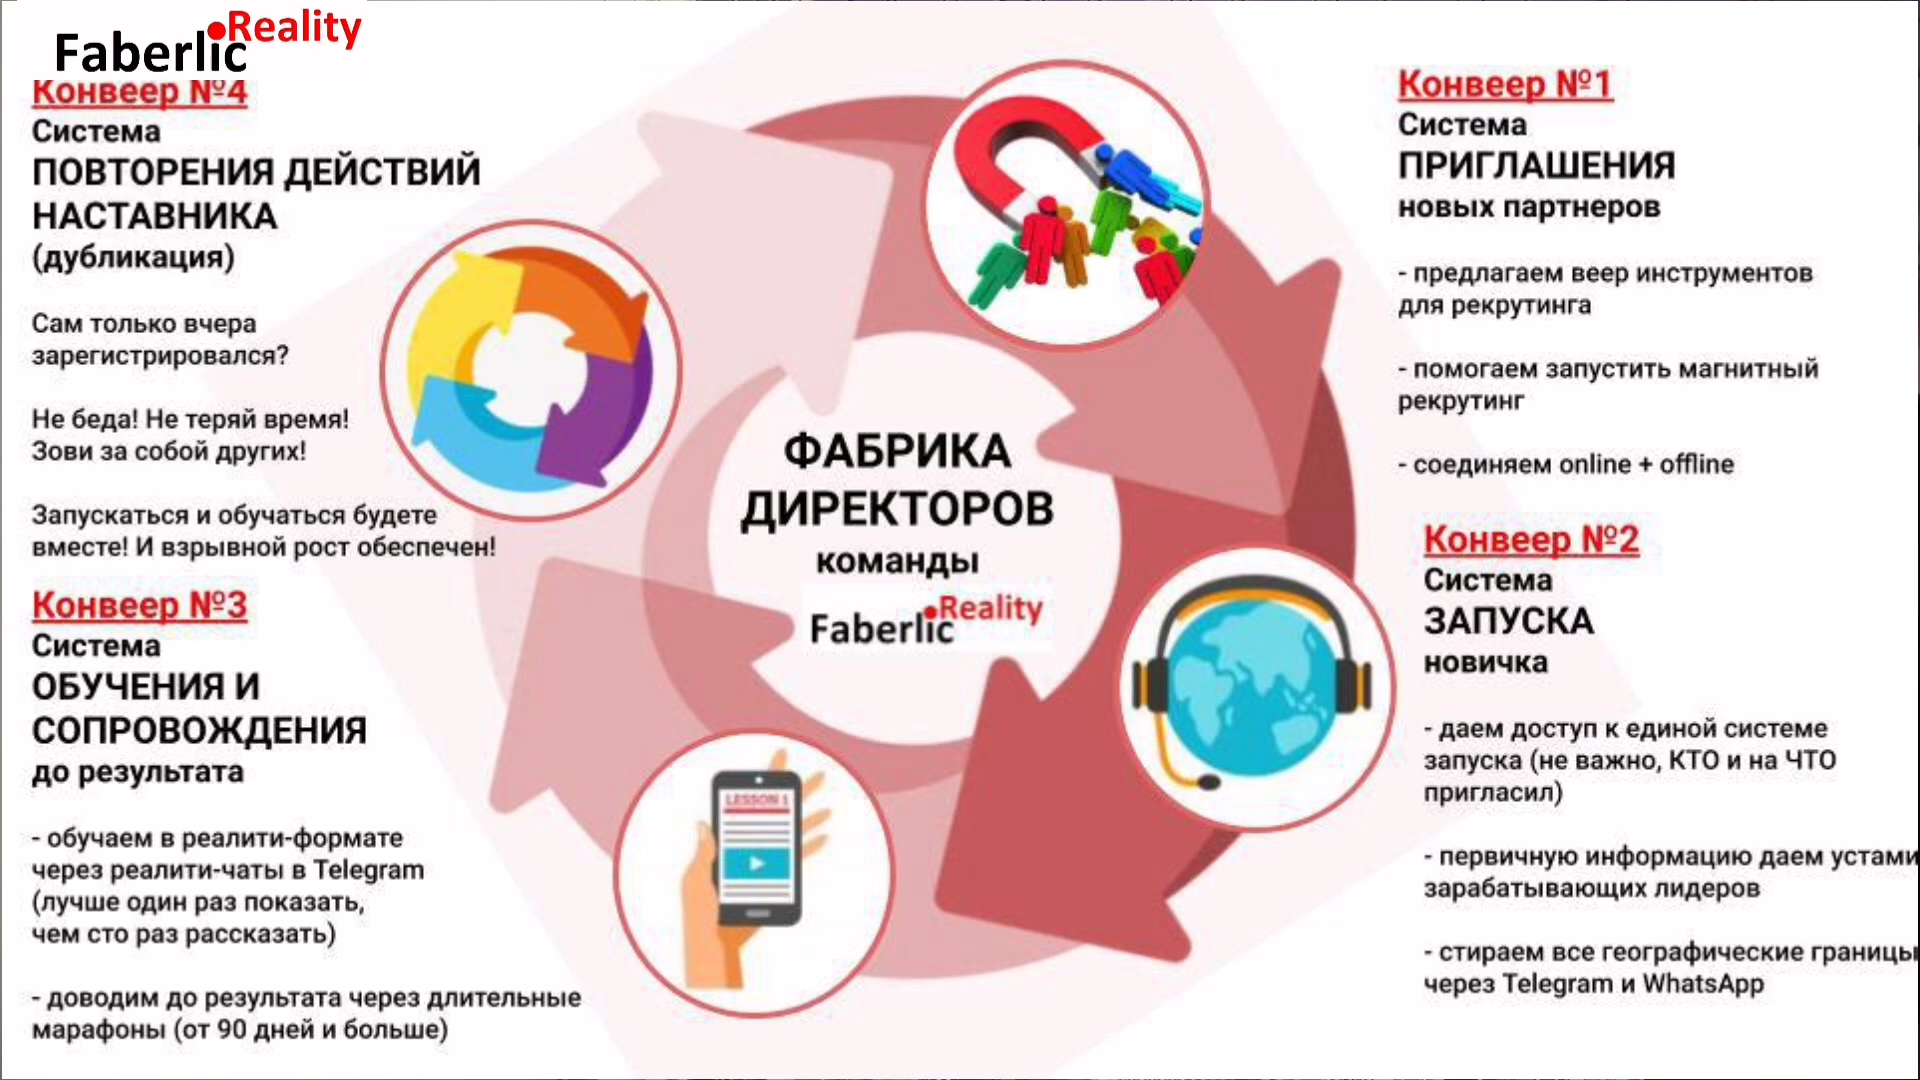 Faberlic
Reality
Конвеер №4
Система
ПОВТОРЕНИЯ ДЕЙСТВИЙ
НАСТАВНИКА
(дубликация)
Сам только вчера
зарегистрировался?
Не беда! Не теряй время!
Зови за собой других!
Запускаться и обучаться будете
вместе! И взрывной рост обеспечен!
Конвеер №3
Система
ОБУЧЕНИЯ И
СОПРОВОЖДЕНИЯ
до результата
- обучаем в реалити-формате
через реалити-чаты в Telegram
(лучше один раз показать,
чем сто раз рассказать)
- доводим до результата через длительные
марафоны (от 90 дней и больше)
ФАБРИКА
ДИРЕКТОРОВ
команды
Faberlic
Reality
LESSON 1
Конвеер №1
Система
ПРИГЛАШЕНИЯ
новых партнеров
- предлагаем веер инструментов
для рекрутинга
- помогаем запустить магнитный
рекрутинг
- соединяем online + offline
Конвеер №2
Система
ЗАПУСКА
новичка
- даем доступ к единой системе
запуска (не важно, КТО и на ЧТО
пригласил)
- первичную информацию даем устами
зарабатывающих лидеров
- стираем все географические границы
через Telegram и WhatsApp